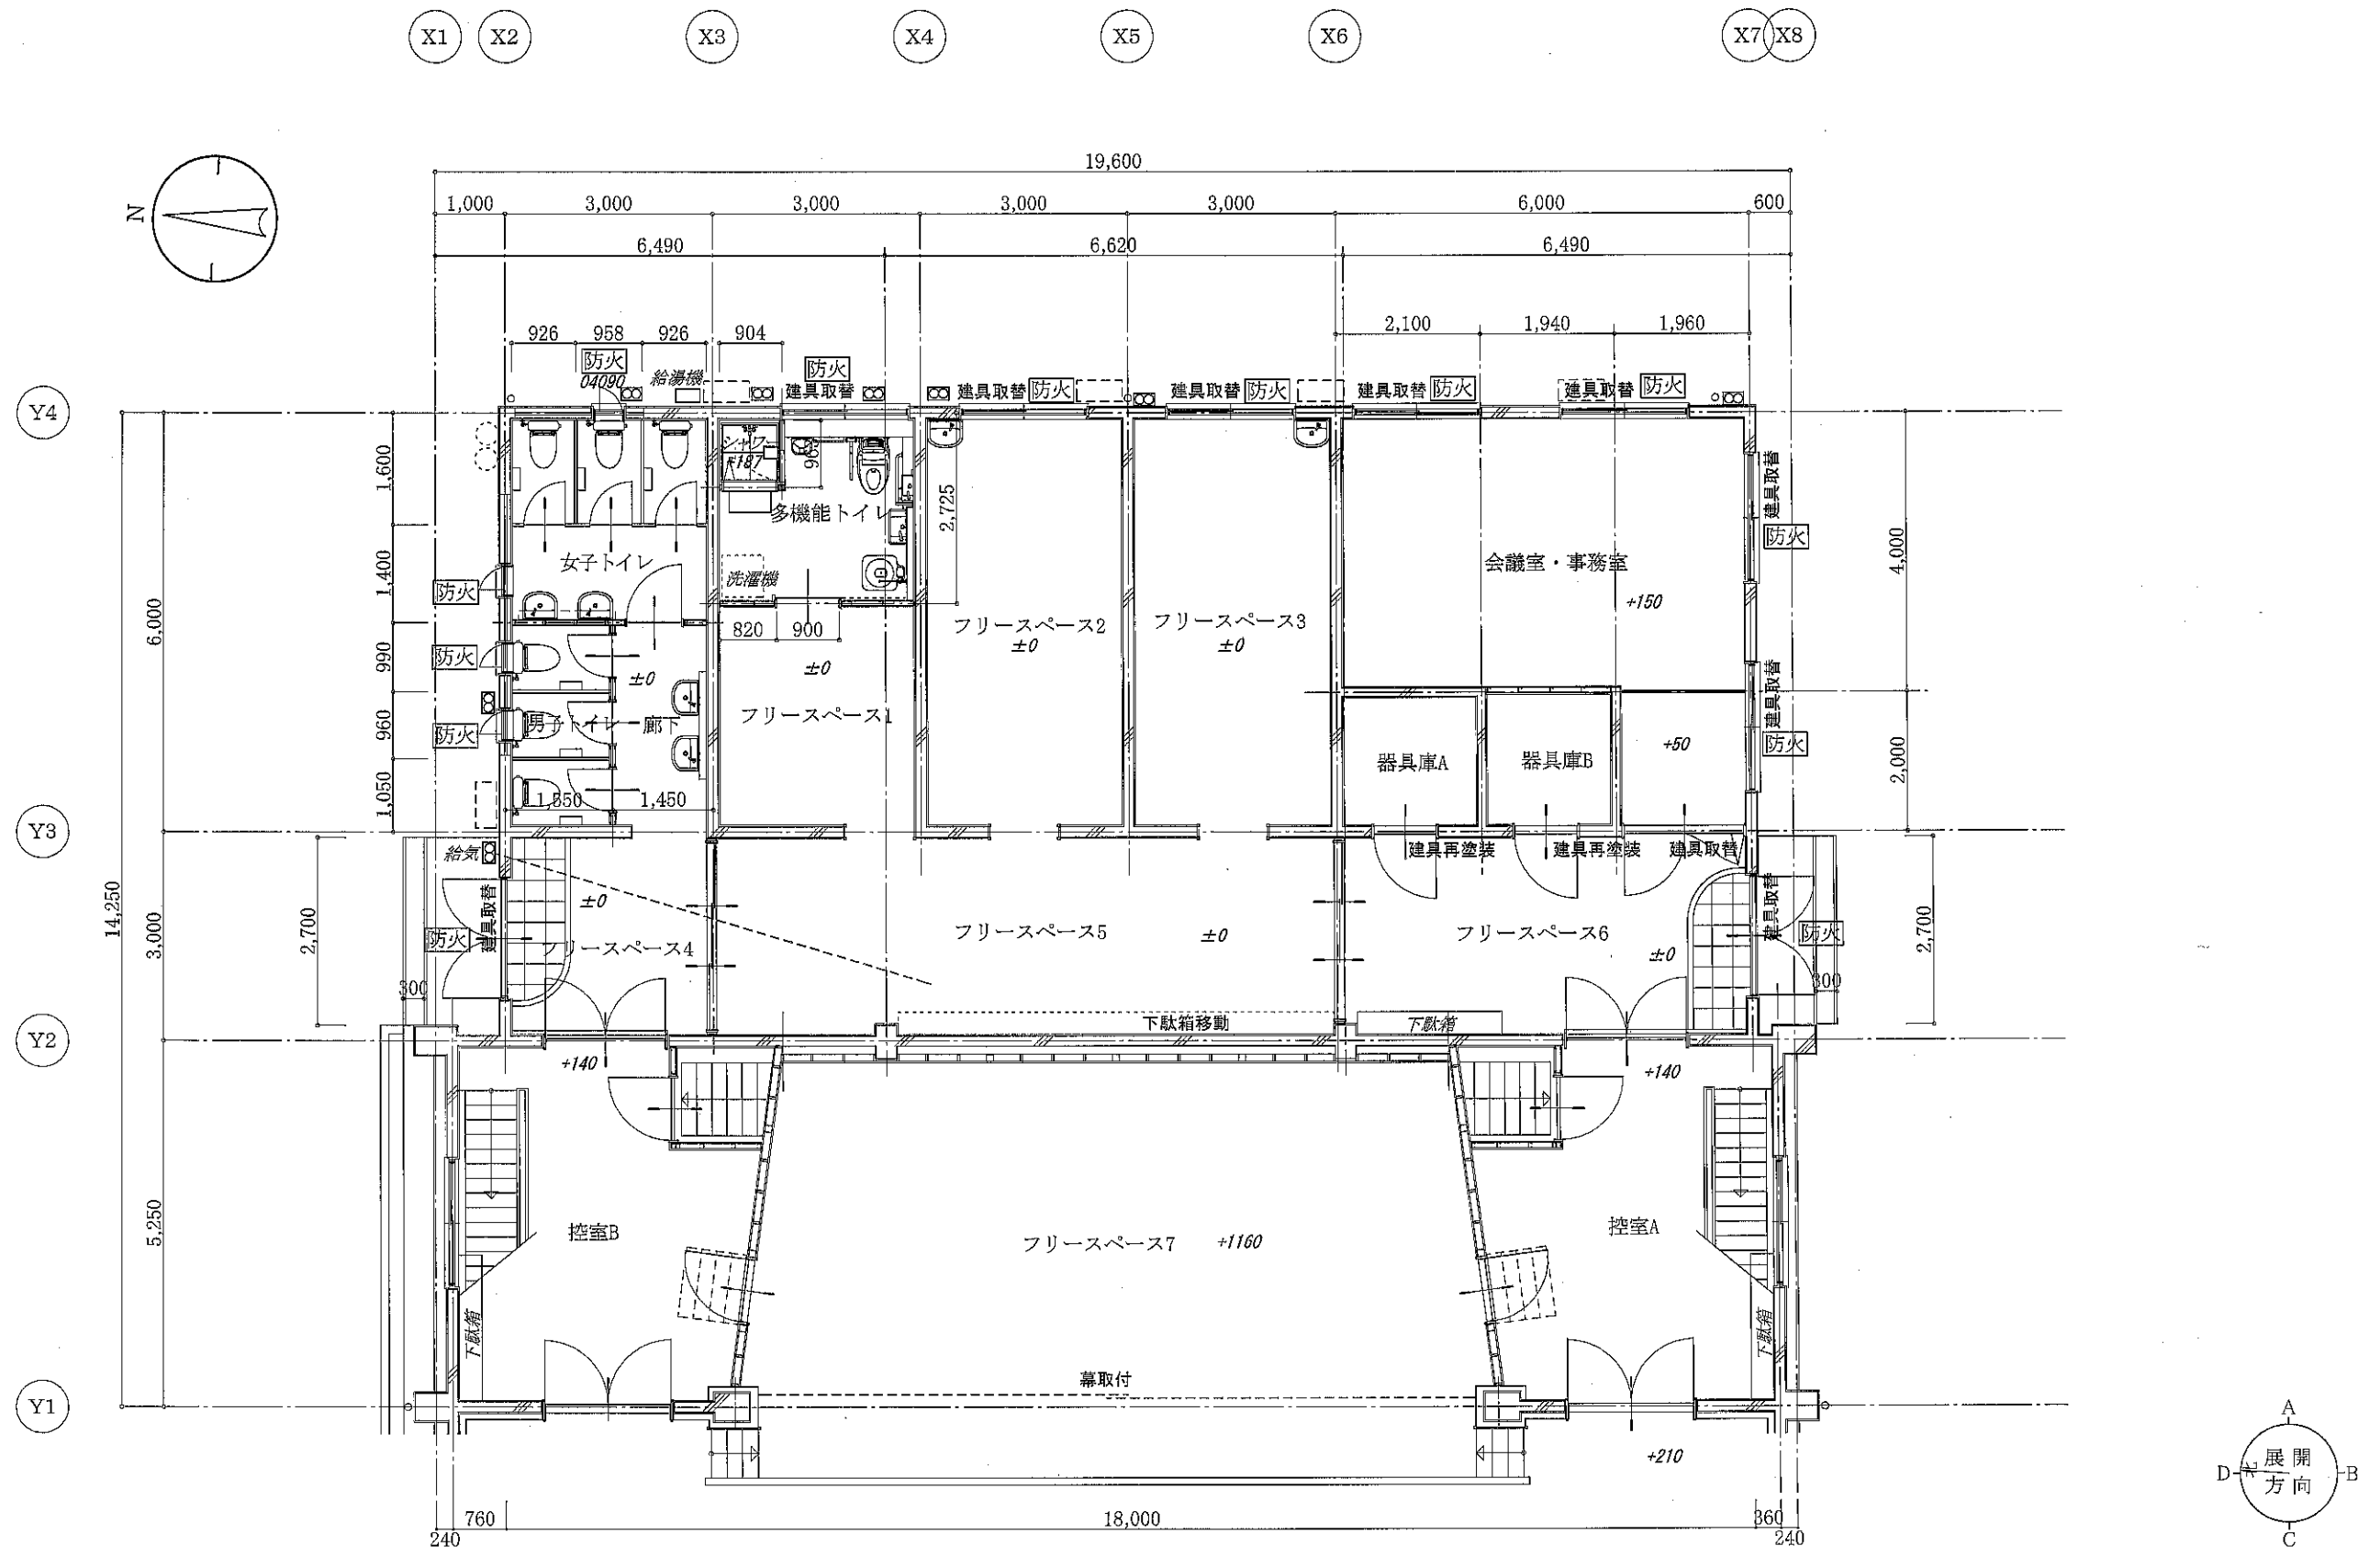 X1 X2 X3 X4 X5 X6 X7 X8
19,600
N
1,000 3,000 3,000 3,000 3,000 6,000 600
6,490 6,620 6,490
2,100 1,940 1,960
926 958 926 904
防火 防火
04090 給湯機
建具取替 建具取替 防火 建具取替 防火 建具取替 防火 建具取替 防火
Y4
シャワー
+187
965
1,600
2,725
多機能トイレ
建具取替
防火
女子トイレ
会議室・事務室
4,000
1,400
洗濯機
防火
+150
6,000
820 900
フリースペース2
±0
フリースペース3
±0
990
防火
±0
±0
建具取替
960
防火
男子トイレ 廊下
フリースペース1
防火
+50
器具庫A
器具庫B
2,000
1,050
1,550 1,450
Y3
給気
建具再塗装 建具再塗装 建具取替
14,250
3,000
2,700
±0
建具取替
防火
リースペース4
フリースペース5
±0
フリースペース6
±0
建具取替
防火
2,700
300 300
下駄箱移動 下駄箱
Y2
+140 +140
5,250
控室B
フリースペース7 +1160
控室A
下駄箱 下駄箱
幕取付
Y1
+210
A
展開
方向
D B
C
760 18,000 360
240 240